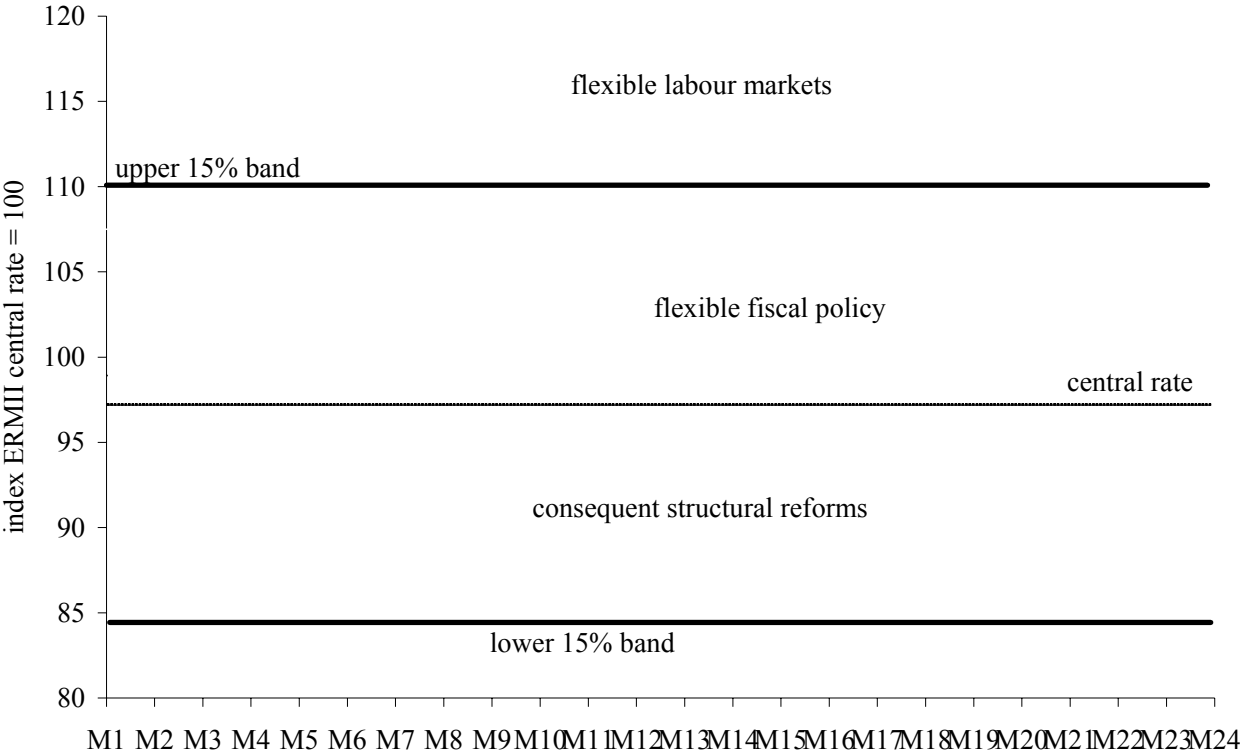 120
flexible labour markets
115
upper 15% band
110
index ERMII central rate = 100
105
flexible fiscal policy
100
central rate
95
consequent structural reforms
90
85
lower 15% band
80
M1 M2 M3 M4 M5 M6 M7 M8 M9 M10 M11 M12 M13 M14 M15 M16 M17 M18 M19 M20 M21 M22 M23 M24